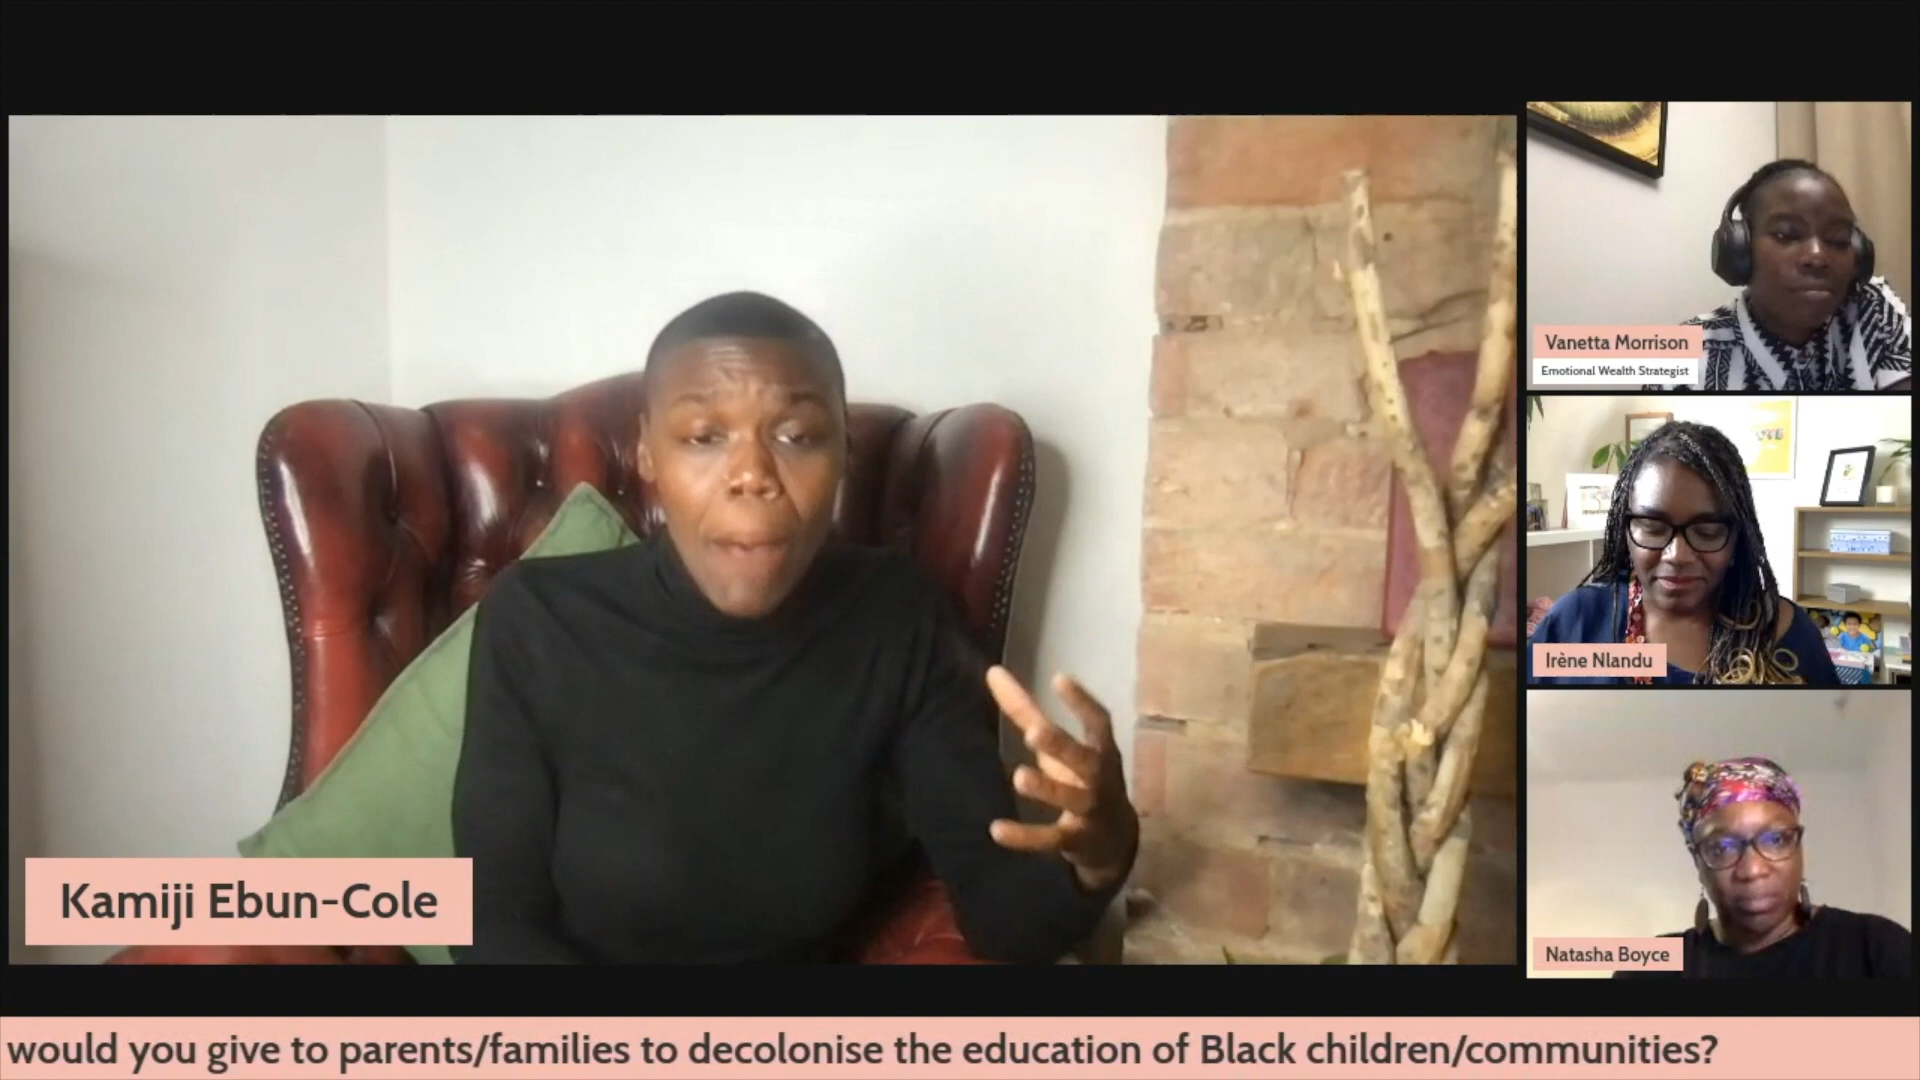 Vanetta Morrison
Emotional Wealth Strategist
Irène Nlandu
Kamiji Ebun-Cole
Natasha Boyce
would you give to parents/families to decolonise the education of Black children/communities?